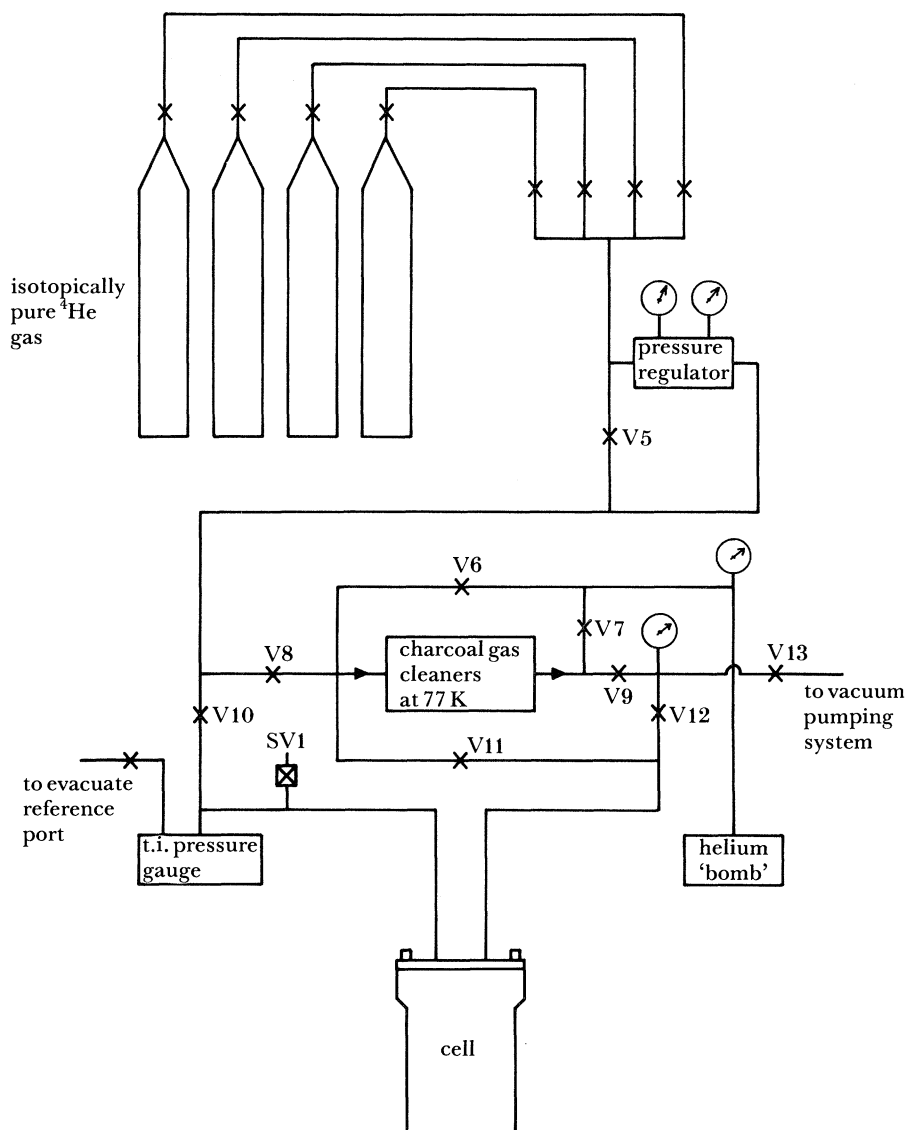 isotopically
pure ⁴He
gas
pressure
regulator
V5
V6
V7
V8
charcoal gas
cleaners
at 77 K
V9
V13
to vacuum
pumping
system
V10
V12
SV1
V11
to evacuate
reference
port
t.i. pressure
gauge
helium
‘bomb’
cell